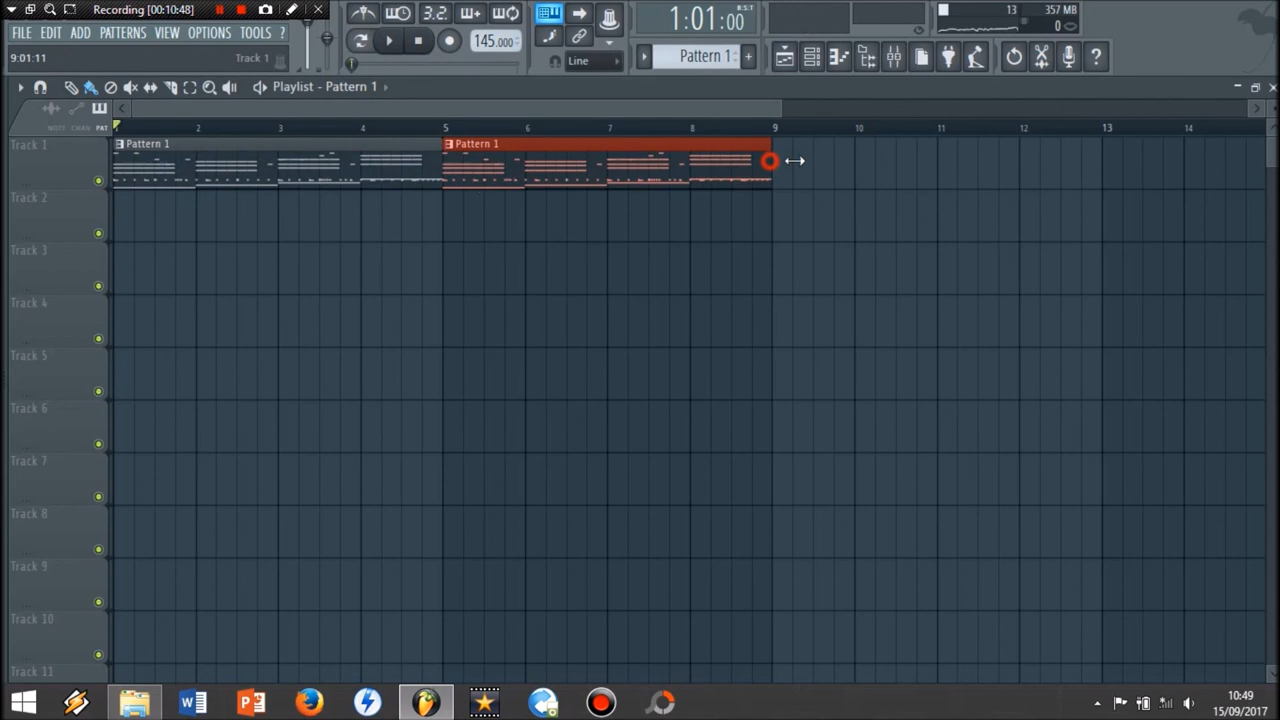 Recording [00:10:48]
FILE EDIT ADD PATTERNS VIEW OPTIONS TOOLS ?
9:01:11 Track 1
3.2
145.000
Line
1:01:00
B:S:T
Pattern 1
13 357 MB
0
Playlist - Pattern 1
NOTE CHAN PAT
1 2 3 4 5 6 7 8 9 10 11 12 13 14
Track 1
Pattern 1
Pattern 1
Track 2
Track 3
Track 4
Track 5
Track 6
Track 7
Track 8
Track 9
Track 10
Track 11
10:49
15/09/2017